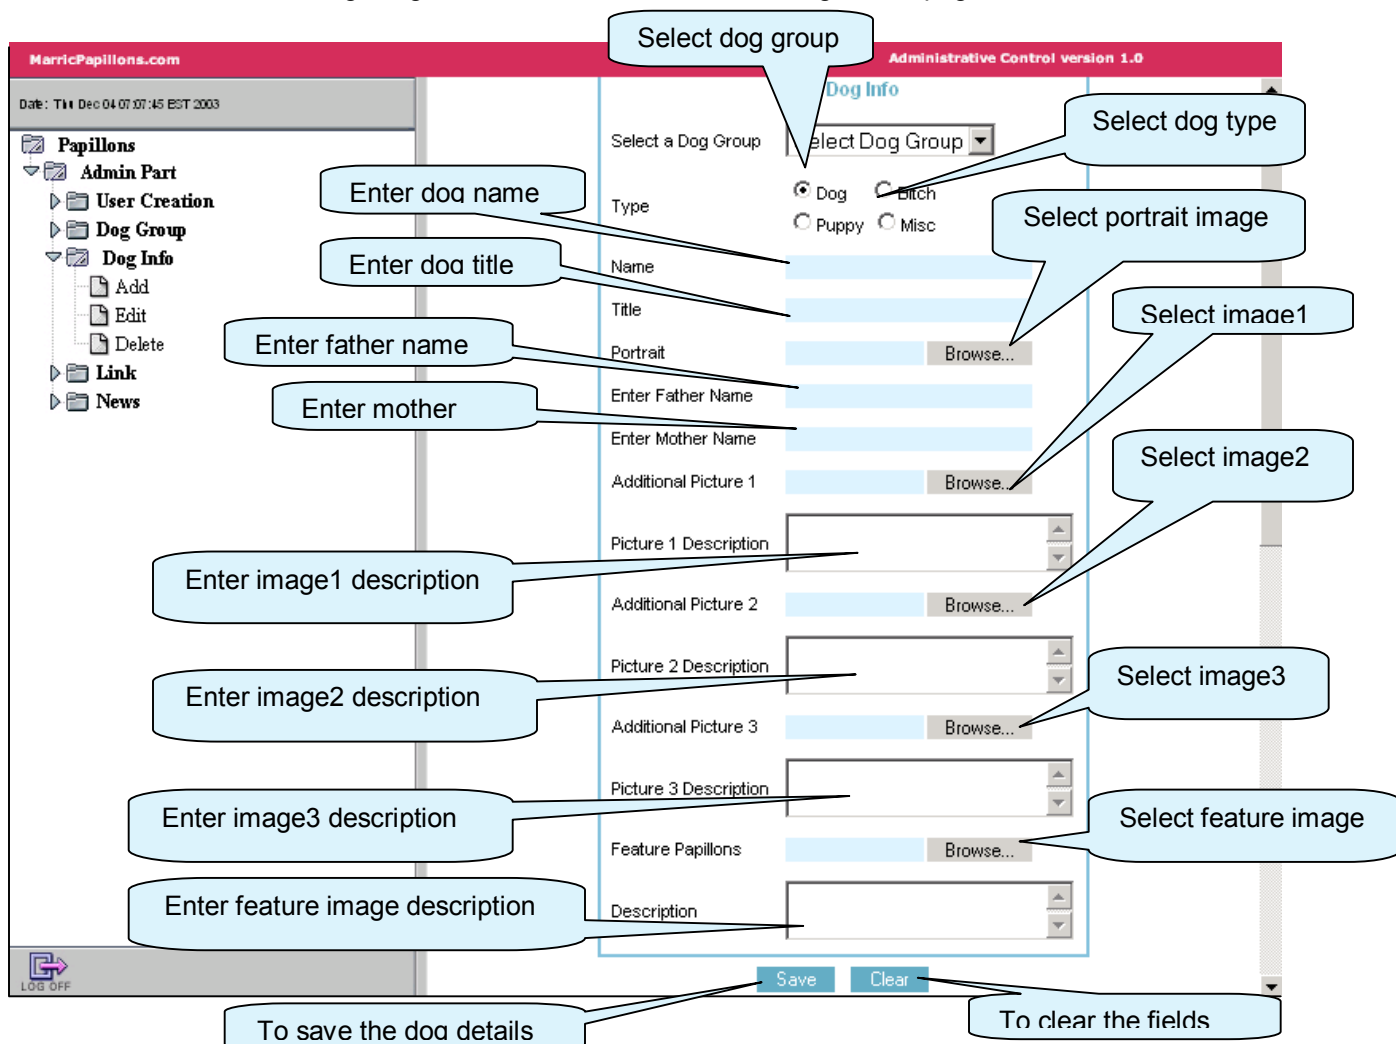 Select dog group
MarricPapillons.com
Administrative Control version 1.0
Date: Thu Dec 04 07:07:45 EST 2003
Dog Info
Select a Dog Group
Select Dog Group
Select dog type
Papillons
Admin Part
User Creation
Dog Group
Dog Info
Add
Edit
Delete
Link
News
Type
Dog
Bitch
Puppy
Misc
Enter dog name
Select portrait image
Name
Enter dog title
Title
Select image1
Enter father name
Portrait
Browse...
Enter Father Name
Enter mother
Enter Mother Name
Select image2
Additional Picture 1
Browse...
Picture 1 Description
Enter image1 description
Additional Picture 2
Browse...
Picture 2 Description
Select image3
Enter image2 description
Additional Picture 3
Browse...
Picture 3 Description
Enter image3 description
Select feature image
Feature Papillons
Browse...
Enter feature image description
Description
LOG OFF
Save
Clear
To save the dog details
To clear the fields